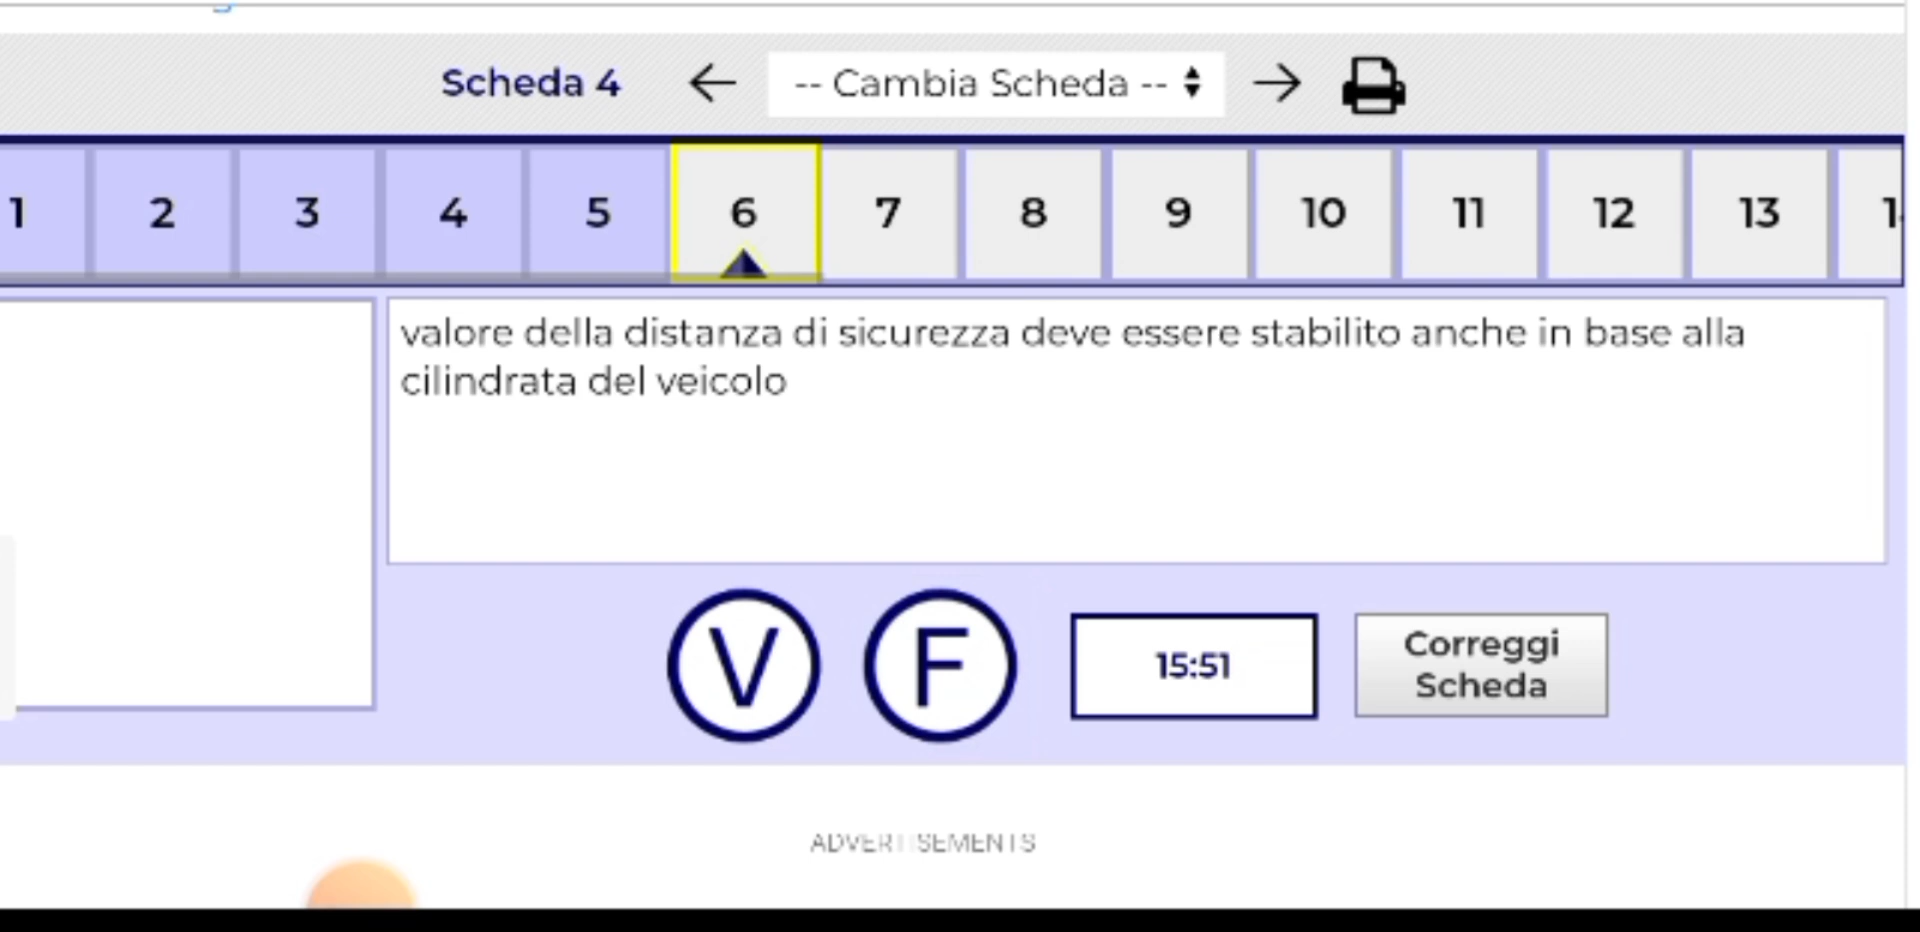 Scheda 4
-- Cambia Scheda --
1 2 3 4 5 6 7 8 9 10 11 12 13
valore della distanza di sicurezza deve essere stabilito anche in base alla
cilindrata del veicolo
V F
15:51
Correggi
Scheda
ADVERTISEMENTS